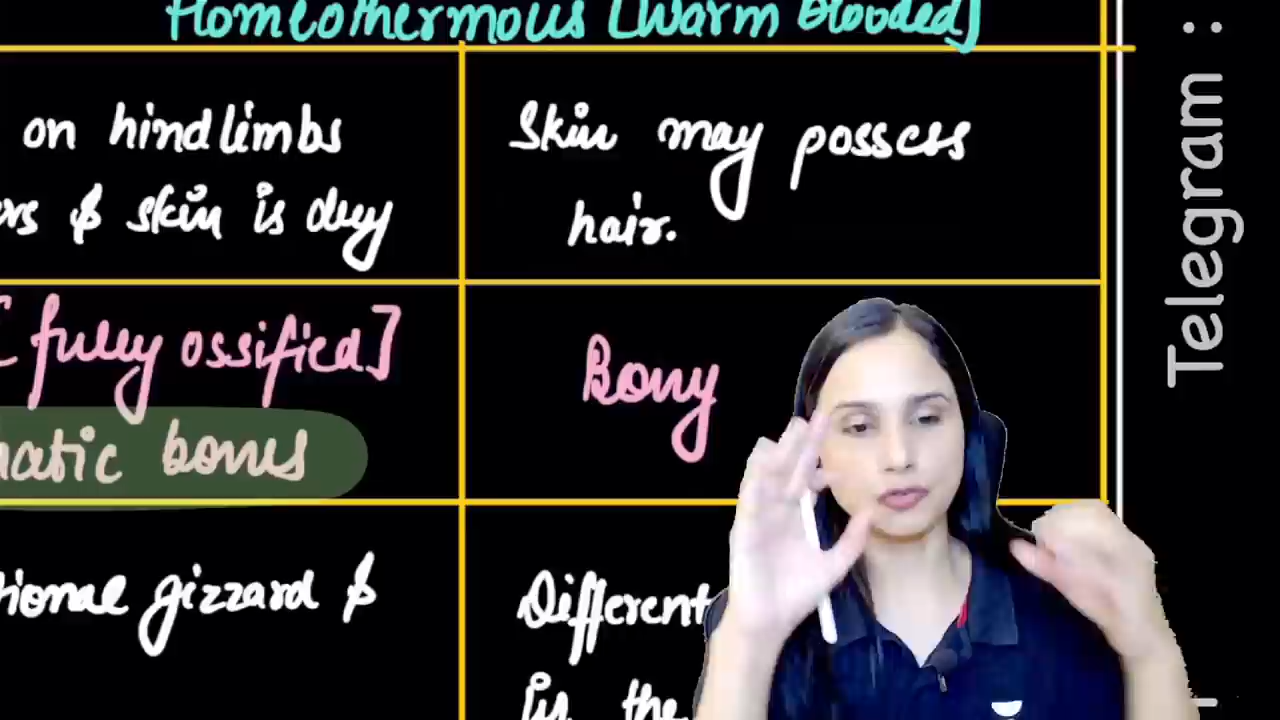 Homeothermous [Warm Blooded]
on hindlimbs
& skin is dry
Skin may possess
hair.
[fully ossified]
bones
Bony
gizzard &
Different
is the
Telegram :